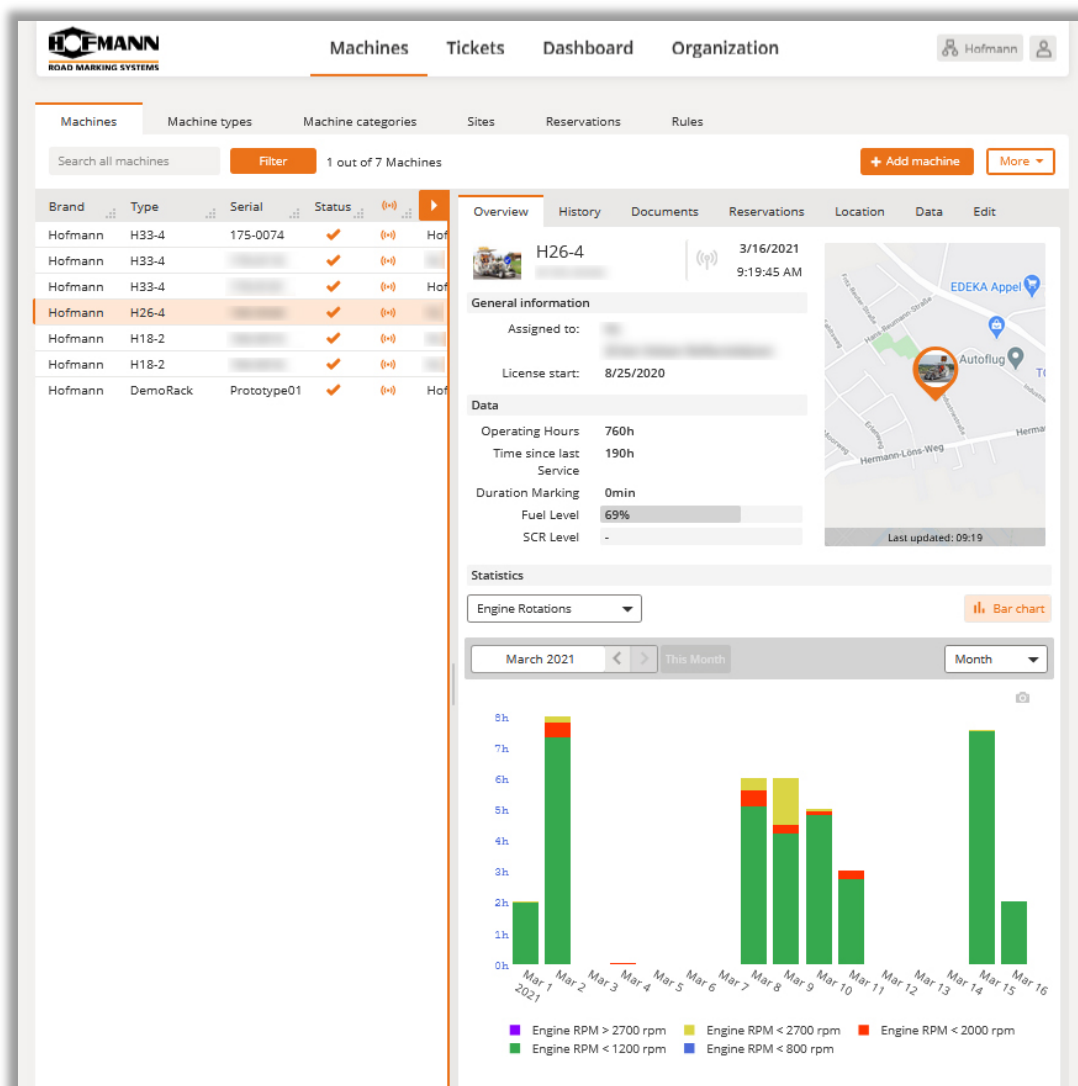 HOFMANN
ROAD MARKING SYSTEMS
Machines Tickets Dashboard Organization Hofmann
Machines Machine types Machine categories Sites Reservations Rules
Search all machines Filter 1 out of 7 Machines + Add machine More
Brand Type Serial Status
Hofmann H33-4 175-0074 Hof
Hofmann H33-4
Hofmann H33-4 Hof
Hofmann H26-4
Hofmann H18-2
Hofmann H18-2
Hofmann DemoRack Prototype01 Hof
Overview History Documents Reservations Location Data Edit
H26-4 3/16/2021
9:19:45 AM
General information
Assigned to:
License start: 8/25/2020
Data
Operating Hours 760h
Time since last 190h
Service
Duration Marking 0min
Fuel Level 69%
SCR Level -
EDEKA Appel
Autoflug
Hermann-Löns-Weg
Herma
Moorweg
Erlenweg
Industriestraße
Last updated: 09:19
Statistics
Engine Rotations Bar chart
March 2021 This Month Month
8h
7h
6h
5h
4h
3h
2h
1h
0h
Mar 1 Mar 2 Mar 3 Mar 4 Mar 5 Mar 6 Mar 7 Mar 8 Mar 9 Mar 10 Mar 11 Mar 12 Mar 13 Mar 14 Mar 15 Mar 16
2021
Engine RPM > 2700 rpm Engine RPM < 2700 rpm Engine RPM < 2000 rpm
Engine RPM < 1200 rpm Engine RPM < 800 rpm